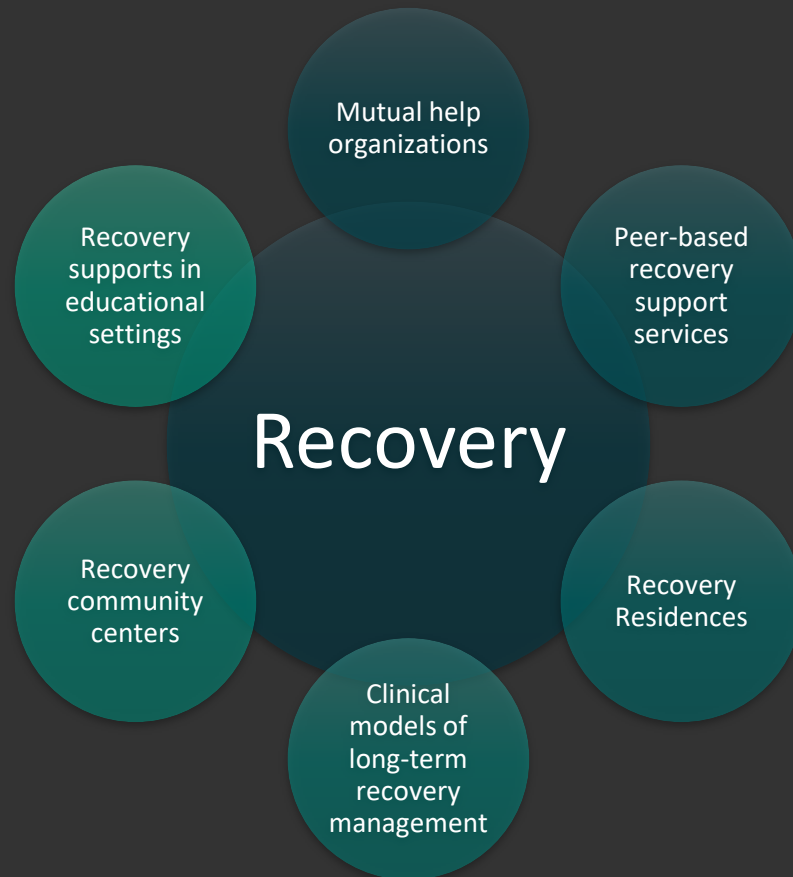 Mutual help
organizations
Peer-based
recovery
support
services
Recovery
Residences
Clinical
models of
long-term
recovery
management
Recovery
community
centers
Recovery
supports in
educational
settings
Recovery